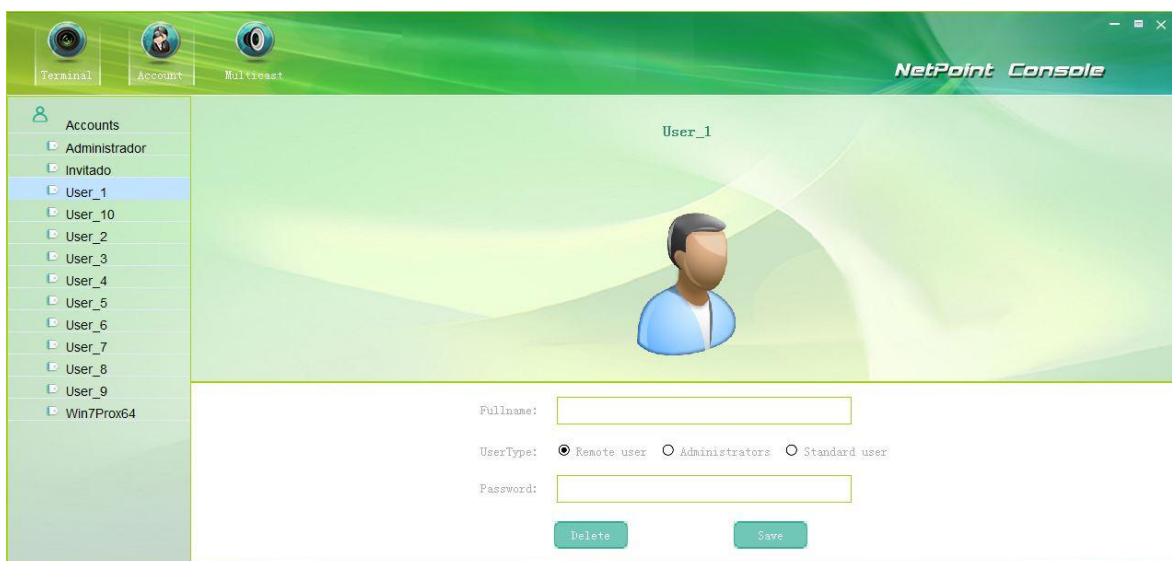 Terminal Account Multicast
NetPoint Console
Accounts
Administrador
Invitado
User_1
User_10
User_2
User_3
User_4
User_5
User_6
User_7
User_8
User_9
Win7Prox64
User_1
Fullname:
UserType: Remote user Administrators Standard user
Password:
Delete Save